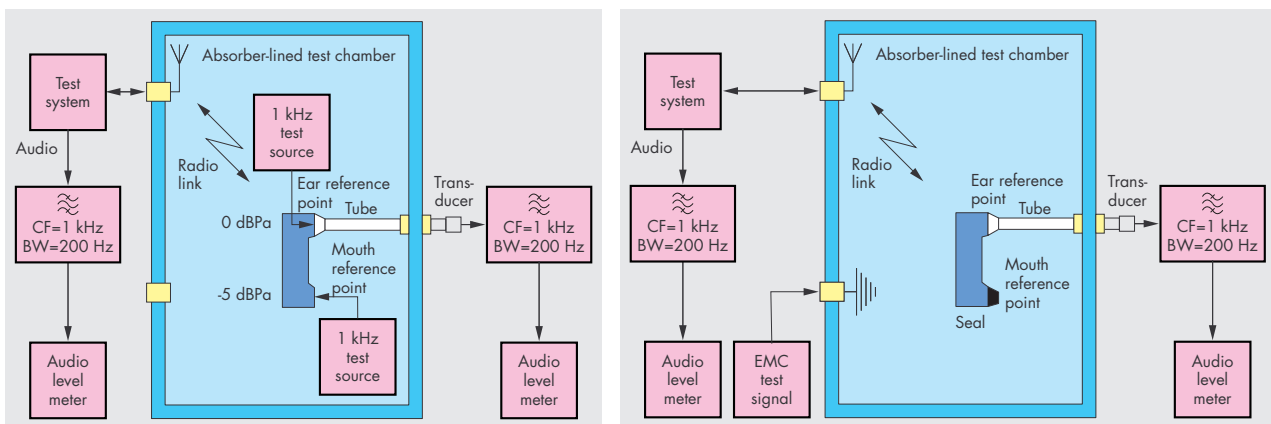 Absorber-lined test chamber
Test
system
1 kHz
test
source
Audio
Radio
link
Ear reference
point
Trans-
ducer
Tube
0 dBPa
CF=1 kHz
BW=200 Hz
CF=1 kHz
BW=200 Hz
Mouth
reference
point
-5 dBPa
1 kHz
test
source
Audio
level
meter
Audio
level
meter
Absorber-lined test chamber
Test
system
Audio
Radio
link
Ear reference
point
Trans-
ducer
Tube
CF=1 kHz
BW=200 Hz
CF=1 kHz
BW=200 Hz
Mouth
reference
point
Seal
Audio
level
meter
EMC
test
signal
Audio
level
meter